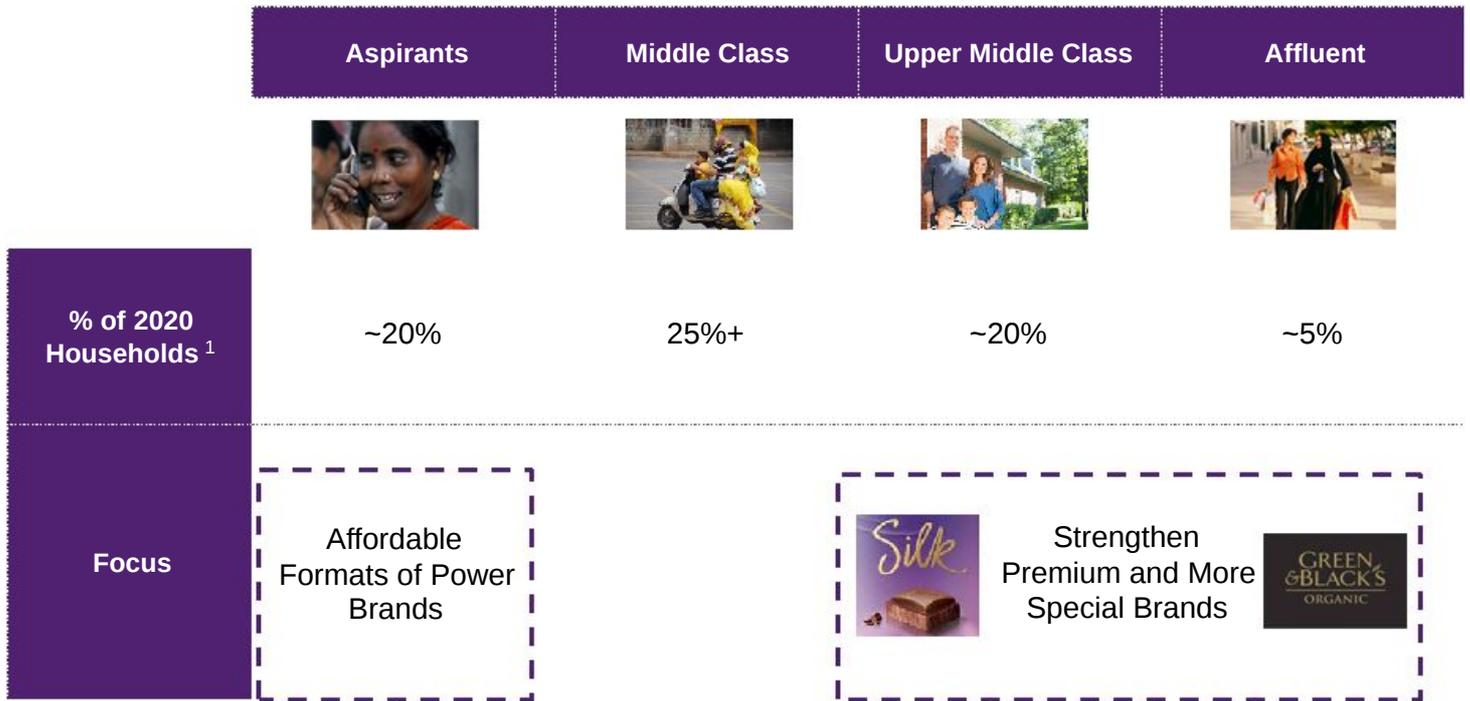 Aspirants
Middle Class
Upper Middle Class
Affluent
% of 2020
Households 1
~20%
25%+
~20%
~5%
Focus
Affordable
Formats of Power
Brands
Silk
Strengthen
Premium and More
Special Brands
GREEN
&BLACK'S
ORGANIC